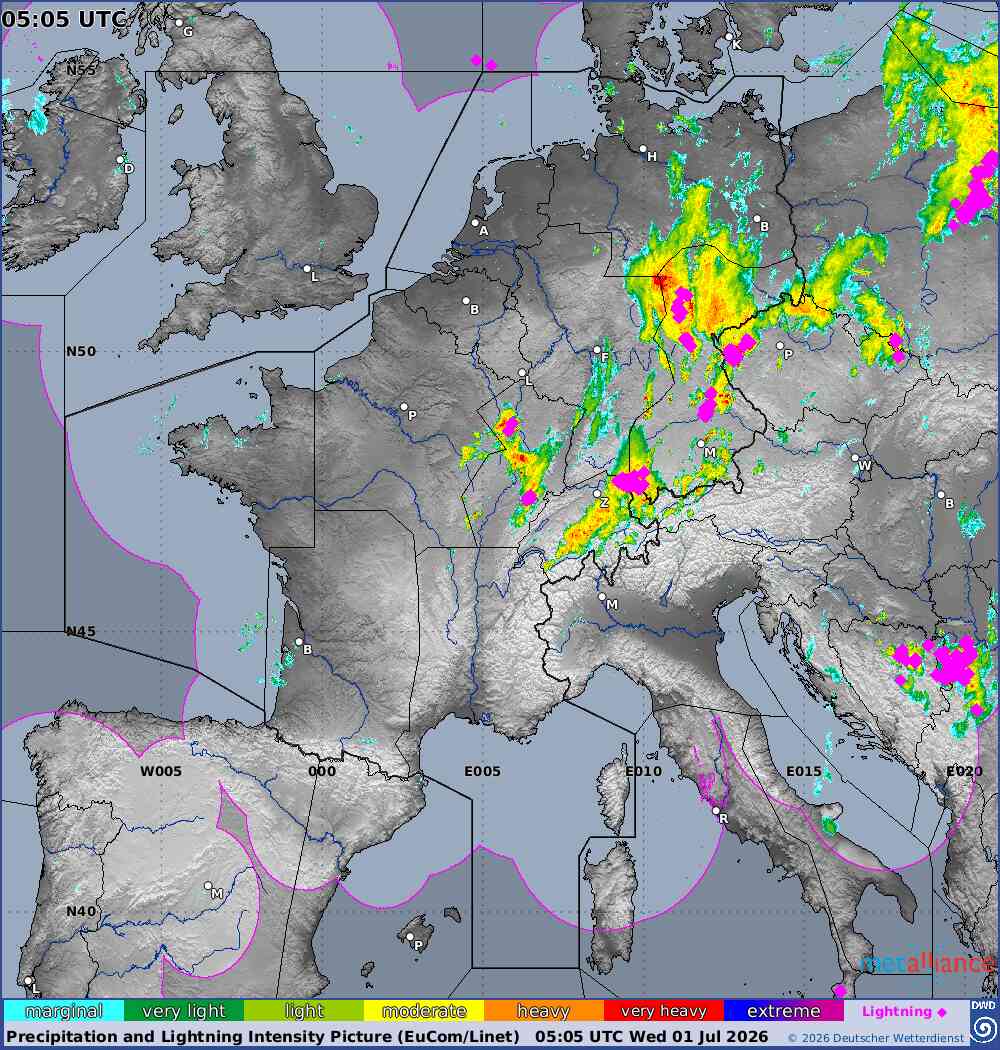 05:05 UTC
G
K
N55
H
D
A
B
L
B
N50
F
P
L
P
M
W
Z
B
M
N45
B
W005
000
E005
E010
E015
E020
R
M
N40
P
L
metalliance
marginal very light light moderate heavy very heavy extreme Lightning
DWD
Precipitation and Lightning Intensity Picture (EuCom/Linet) 05:05 UTC Wed 01 Jul 2026 © 2026 Deutscher Wetterdienst